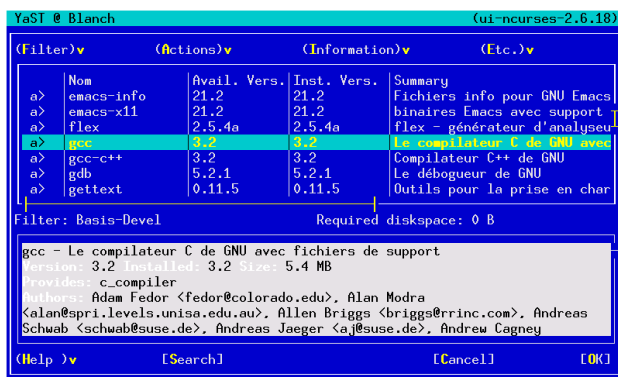 YaST @ Blanch (ui-ncurses-2.6.18)
(Filter)v (Actions)v (Information)v (Etc.)v
Nom Avail. Vers. Inst. Vers. Summary
a> emacs-info 21.2 21.2 Fichiers info pour GNU Emacs
a> emacs-x11 21.2 21.2 binaires Emacs avec support
a> flex 2.5.4a 2.5.4a flex - générateur d'analyseu
a> gcc 3.2 3.2 Le compilateur C de GNU avec
a> gcc-c++ 3.2 3.2 Compilateur C++ de GNU
a> gdb 5.2.1 5.2.1 Le débogueur de GNU
a> gettext 0.11.5 0.11.5 Outils pour la prise en char
Filter: Basis-Devel Required diskspace: 0 B
gcc - Le compilateur C de GNU avec fichiers de support
Version: 3.2 Installed: 3.2 Size: 5.4 MB
Provides: c_compiler
Authors: Adam Fedor <fedor@colorado.edu>, Alan Modra
<alan@spri.levels.unisa.edu.au>, Allen Briggs <briggs@rrinc.com>, Andreas
Schwab <schwab@suse.de>, Andreas Jaeger <aj@suse.de>, Andrew Cagney
(Help )v [Search] [Cancel] [OK]